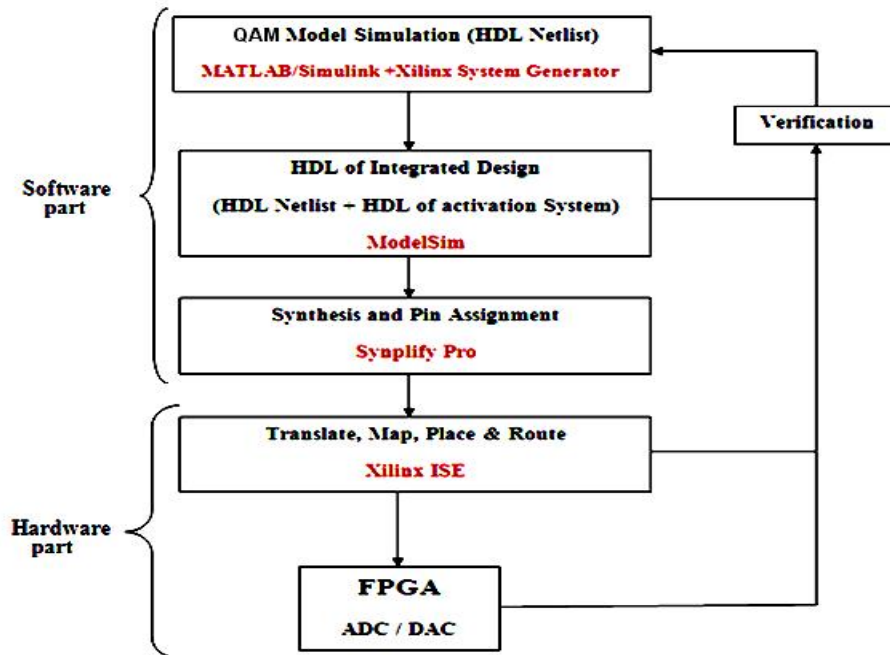 QAM Model Simulation (HDL Netlist)
MATLAB/Simulink +Xilinx System Generator
Verification
HDL of Integrated Design
(HDL Netlist + HDL of activation System)
ModelSim
Software
part
Synthesis and Pin Assignment
Synplify Pro
Translate, Map, Place & Route
Xilinx ISE
Hardware
part
FPGA
ADC / DAC